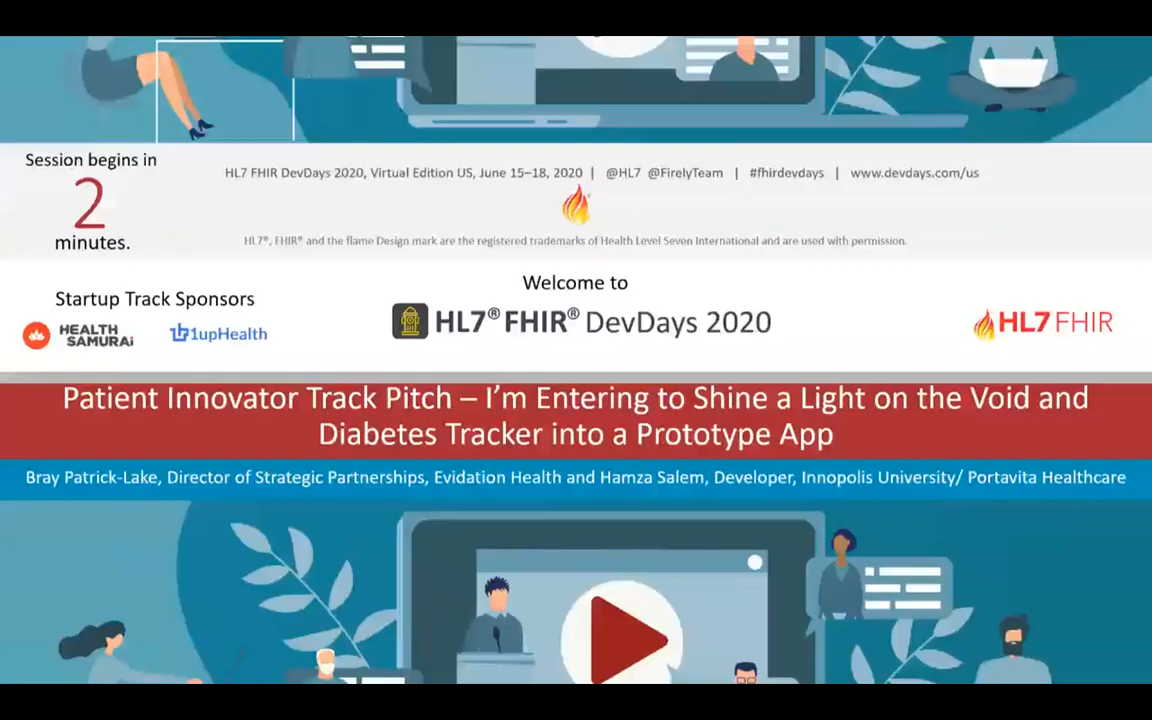 Session begins in
2
minutes.
HL7 FHIR DevDays 2020, Virtual Edition US, June 15–18, 2020 | @HL7 @FirelyTeam | #fhirdevdays | www.devdays.com/us
HL7®, FHIR® and the flame Design mark are the registered trademarks of Health Level Seven International and are used with permission.
Startup Track Sponsors
HEALTH
SAMURAi
1upHealth
Welcome to
HL7® FHIR® DevDays 2020
HL7 FHIR
Patient Innovator Track Pitch – I'm Entering to Shine a Light on the Void and
Diabetes Tracker into a Prototype App
Bray Patrick-Lake, Director of Strategic Partnerships, Evidation Health and Hamza Salem, Developer, Innopolis University/ Portavita Healthcare